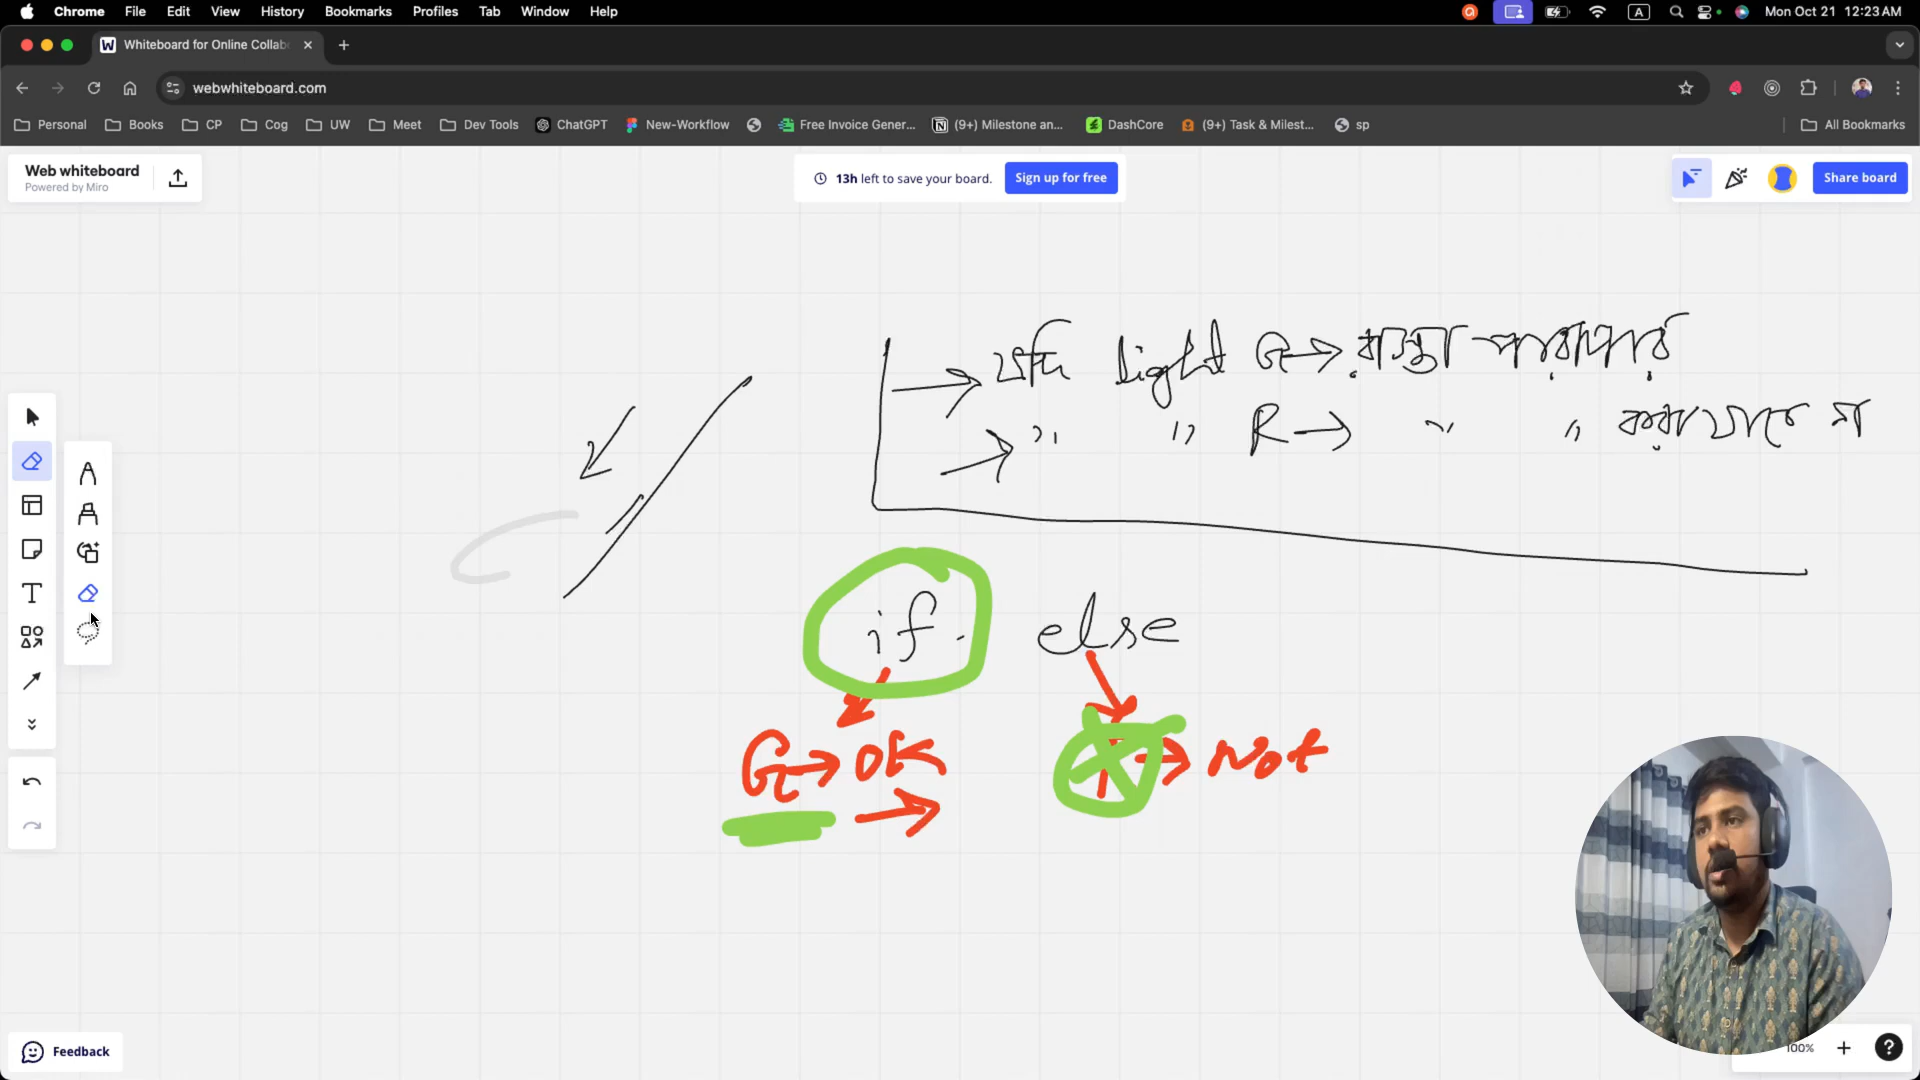 Chrome File Edit View History Bookmarks Profiles Tab Window Help
A Mon Oct 21 12:23 AM
W Whiteboard for Online Collab
webwhiteboard.com
Personal Books CP Cog UW Meet Dev Tools ChatGPT New-Workflow Free Invoice Gener... (9+) Milestone an... DashCore (9+) Task & Milest... sp All Bookmarks
Web whiteboard
Powered by Miro
13h left to save your board. Sign up for free
Share board
যদি light G → রাস্তা পারাপার
" " R → " " করা যাবে না
if. else
G → OK
→ Not
Feedback
100%